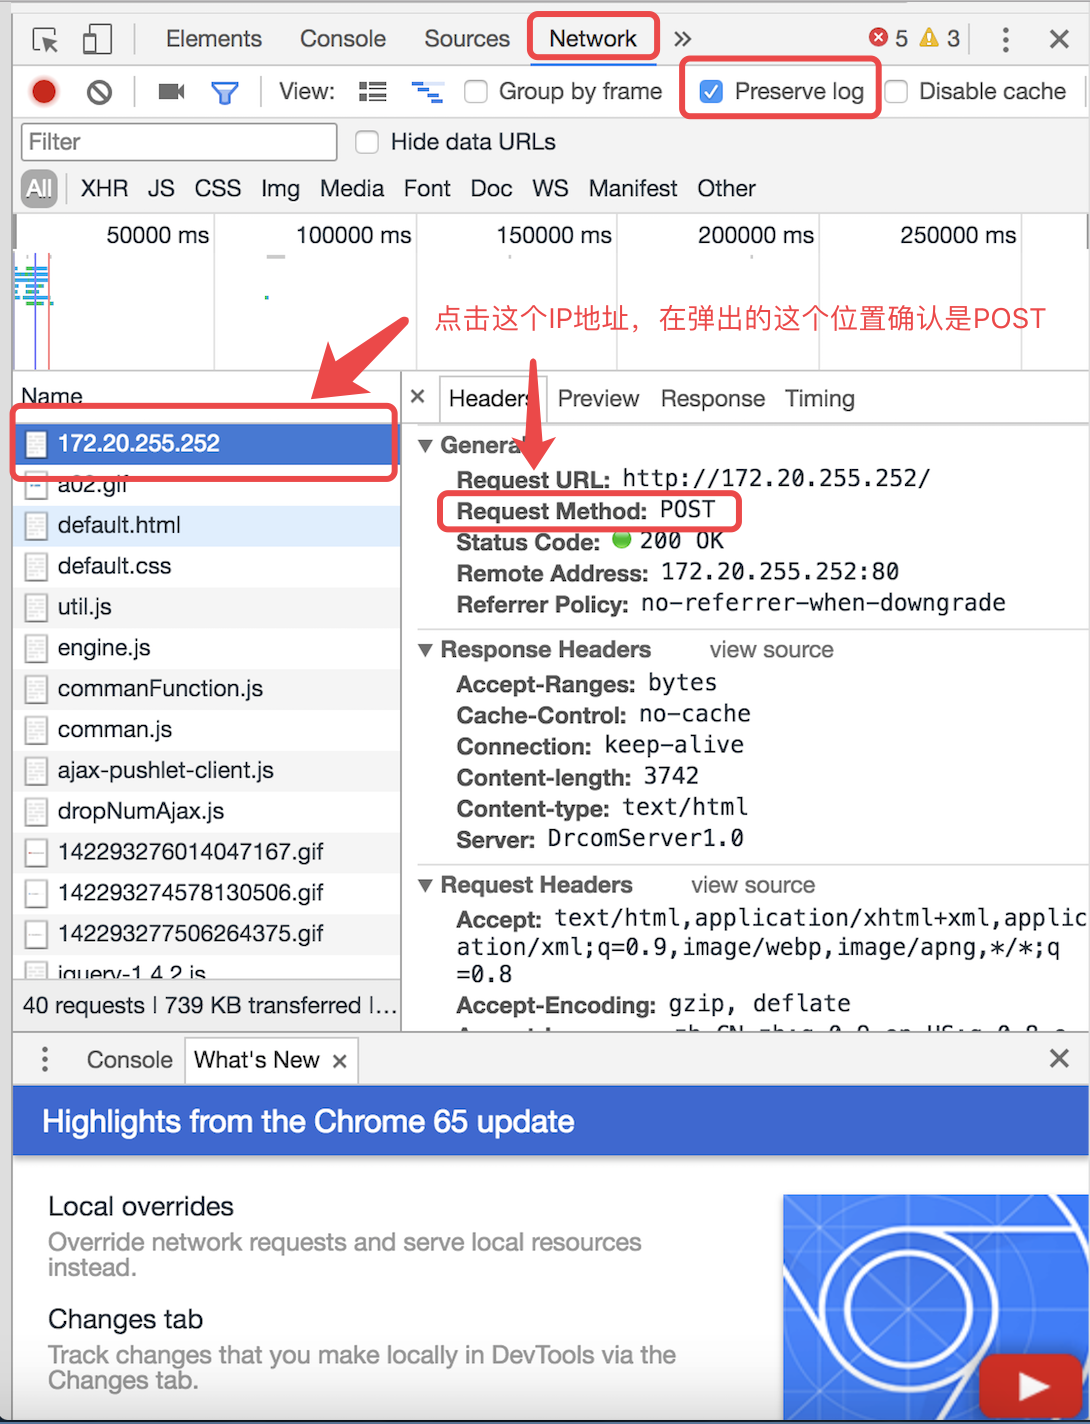 Elements Console Sources Network » 5 3
View: Group by frame Preserve log Disable cache
Filter Hide data URLs
All XHR JS CSS Img Media Font Doc WS Manifest Other
50000 ms 100000 ms 150000 ms 200000 ms 250000 ms
点击这个IP地址，在弹出的这个位置确认是POST
Name
172.20.255.252
a02.gif
default.html
default.css
util.js
engine.js
commanFunction.js
comman.js
ajax-pushlet-client.js
dropNumAjax.js
142293276014047167.gif
1422932745781 30506.gif
1422932775062​64375.gif
jquery-1.4.2.js
40 requests | 739 KB transferred |...
× Headers Preview Response Timing
▼ General
Request URL: http://172.20.255.252/
Request Method: POST
Status Code: 200 OK
Remote Address: 172.20.255.252:80
Referrer Policy: no-referrer-when-downgrade
▼ Response Headers view source
Accept-Ranges: bytes
Cache-Control: no-cache
Connection: keep-alive
Content-length: 3742
Content-type: text/html
Server: DrcomServer1.0
▼ Request Headers view source
Accept: text/html,application/xhtml+xml,applic
ation/xml;q=0.9,image/webp,image/apng,*/*;q
=0.8
Accept-Encoding: gzip, deflate
Console What's New ×
Highlights from the Chrome 65 update
Local overrides
Override network requests and serve local resources
instead.
Changes tab
Track changes that you make locally in DevTools via the
Changes tab.